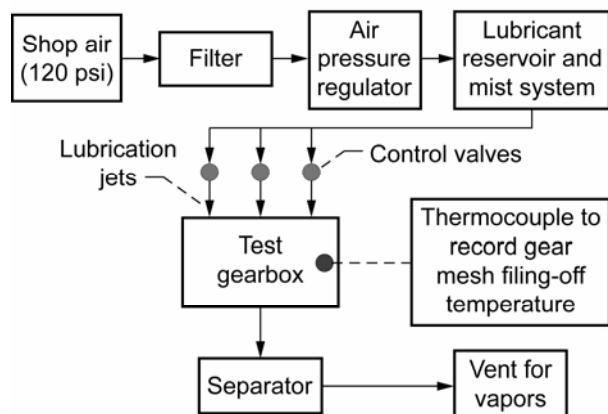 Shop air
(120 psi)
Filter
Air
pressure
regulator
Lubricant
reservoir and
mist system
Lubrication
jets
Control valves
Test
gearbox
Thermocouple to
record gear
mesh filing-off
temperature
Separator
Vent for
vapors